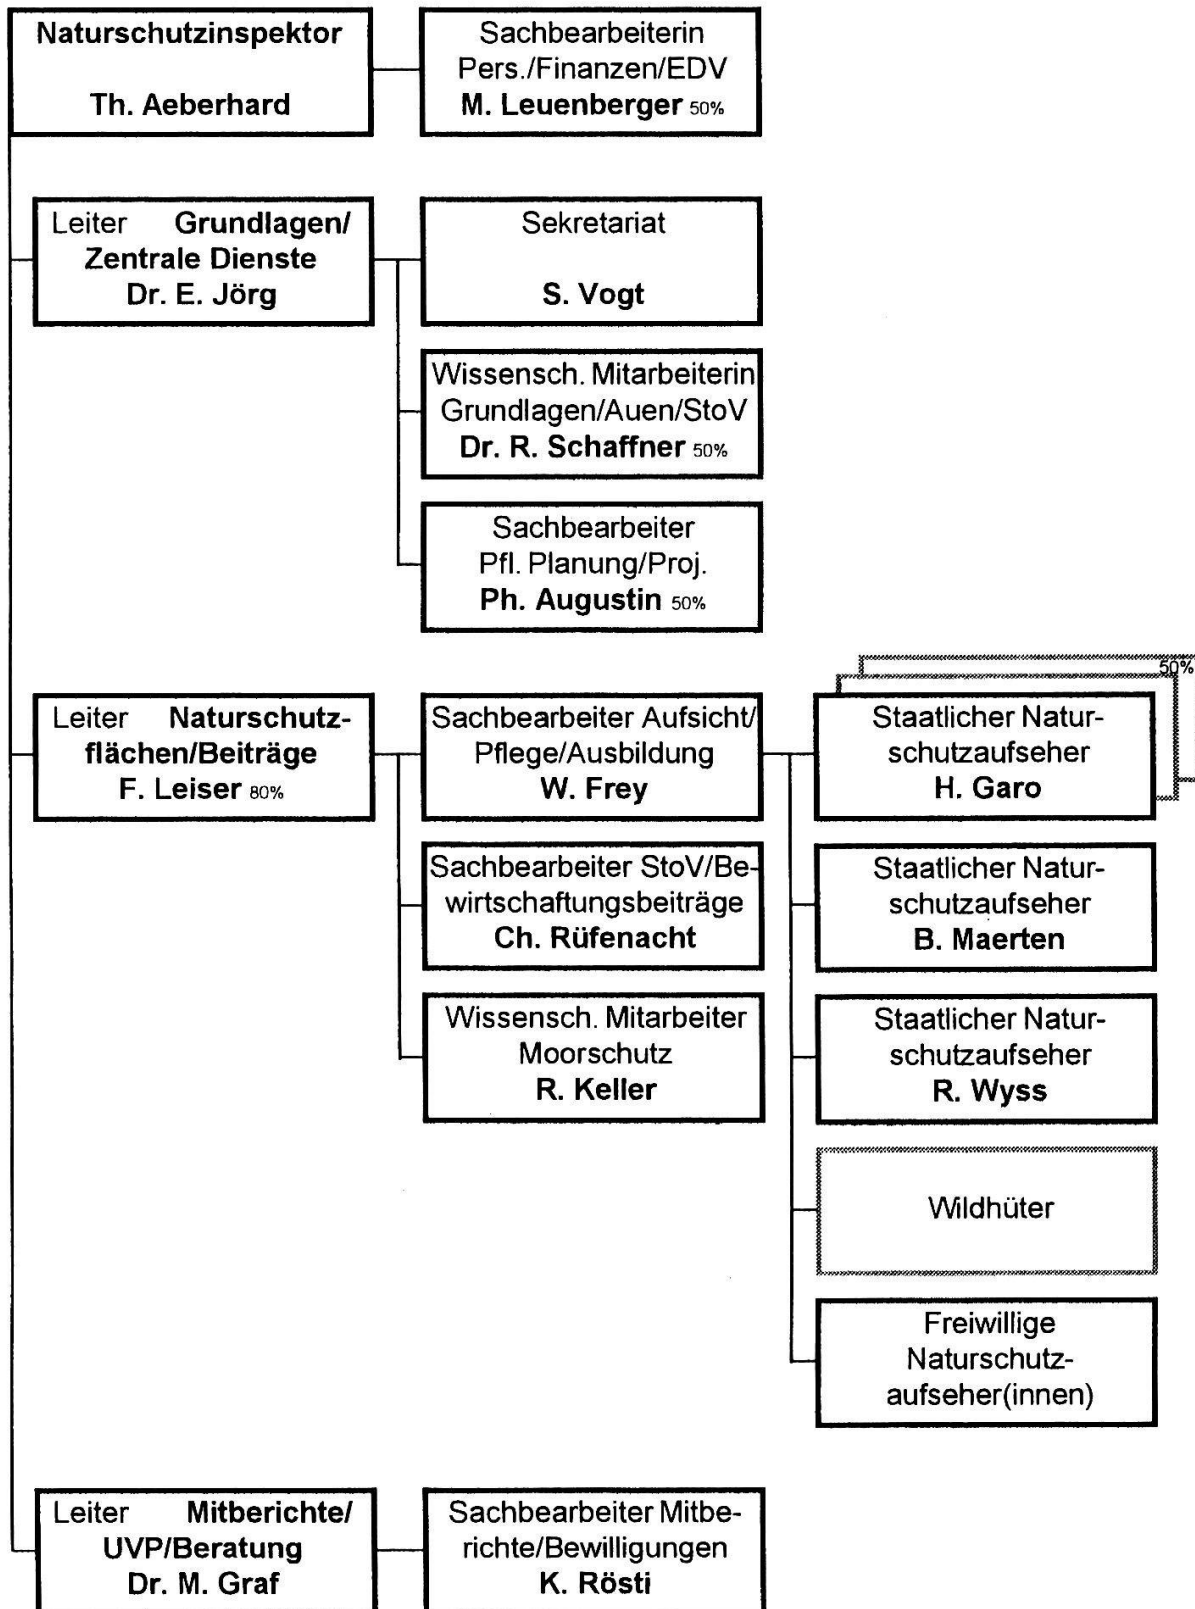 Naturschutzinspektor
Th. Aeberhard
Sachbearbeiterin
Pers./Finanzen/EDV
M. Leuenberger 50%
Leiter Grundlagen/
Zentrale Dienste
Dr. E. Jörg
Sekretariat
S. Vogt
Wissensch. Mitarbeiterin
Grundlagen/Auen/StoV
Dr. R. Schaffner 50%
Sachbearbeiter
Pfl. Planung/Proj.
Ph. Augustin 50%
Leiter Naturschutz-
flächen/Beiträge
F. Leiser 80%
Sachbearbeiter Aufsicht/
Pflege/Ausbildung
W. Frey
50%
Staatlicher Natur-
schutzaufseher
H. Garo
Sachbearbeiter StoV/Be-
wirtschaftungsbeiträge
Ch. Rüfenacht
Staatlicher Natur-
schutzaufseher
B. Maerten
Wissensch. Mitarbeiter
Moorschutz
R. Keller
Staatlicher Natur-
schutzaufseher
R. Wyss
Wildhüter
Freiwillige
Naturschutz-
aufseher(innen)
Leiter Mitberichte/
UVP/Beratung
Dr. M. Graf
Sachbearbeiter Mitbe-
richte/Bewilligungen
K. Rösti